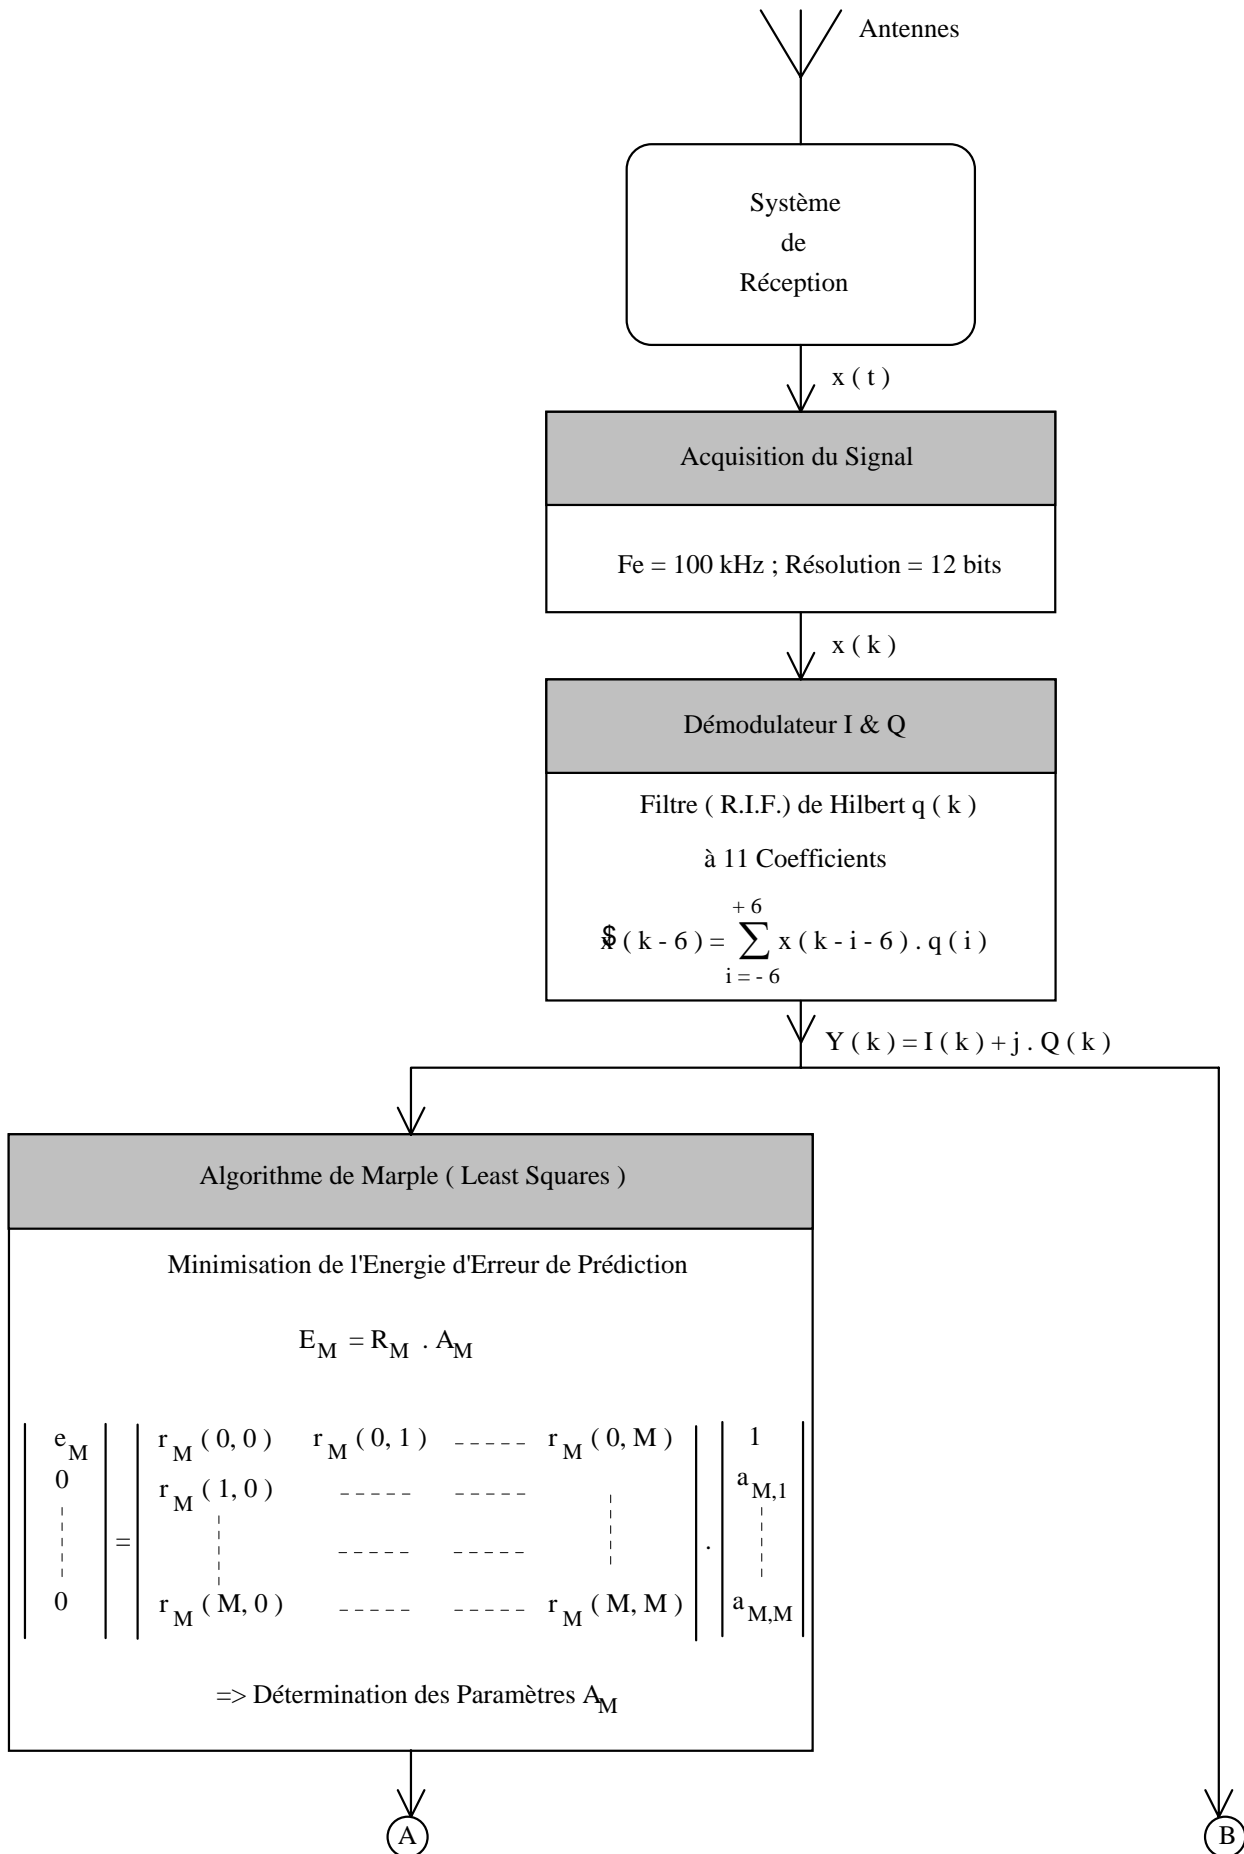 Antennes
Système
de
Réception
x ( t )
Acquisition du Signal
Fe = 100 kHz ; Résolution = 12 bits
x ( k )
Démodulateur I & Q
Filtre ( R.I.F.) de Hilbert q ( k )
à 11 Coefficients
+ 6
x$ ( k - 6 ) = ∑ x ( k - i - 6 ) . q ( i )
i = - 6
Y ( k ) = I ( k ) + j . Q ( k )
Algorithme de Marple ( Least Squares )
Minimisation de l'Energie d'Erreur de Prédiction
E_M = R_M . A_M
e_M r_M ( 0, 0 ) r_M ( 0, 1 ) ----- r_M ( 0, M ) 1
0 r_M ( 1, 0 ) ----- ----- a_M,1
= ----- ----- .
0 r_M ( M, 0 ) ----- ----- r_M ( M, M ) a_M,M
=> Détermination des Paramètres A_M
A B